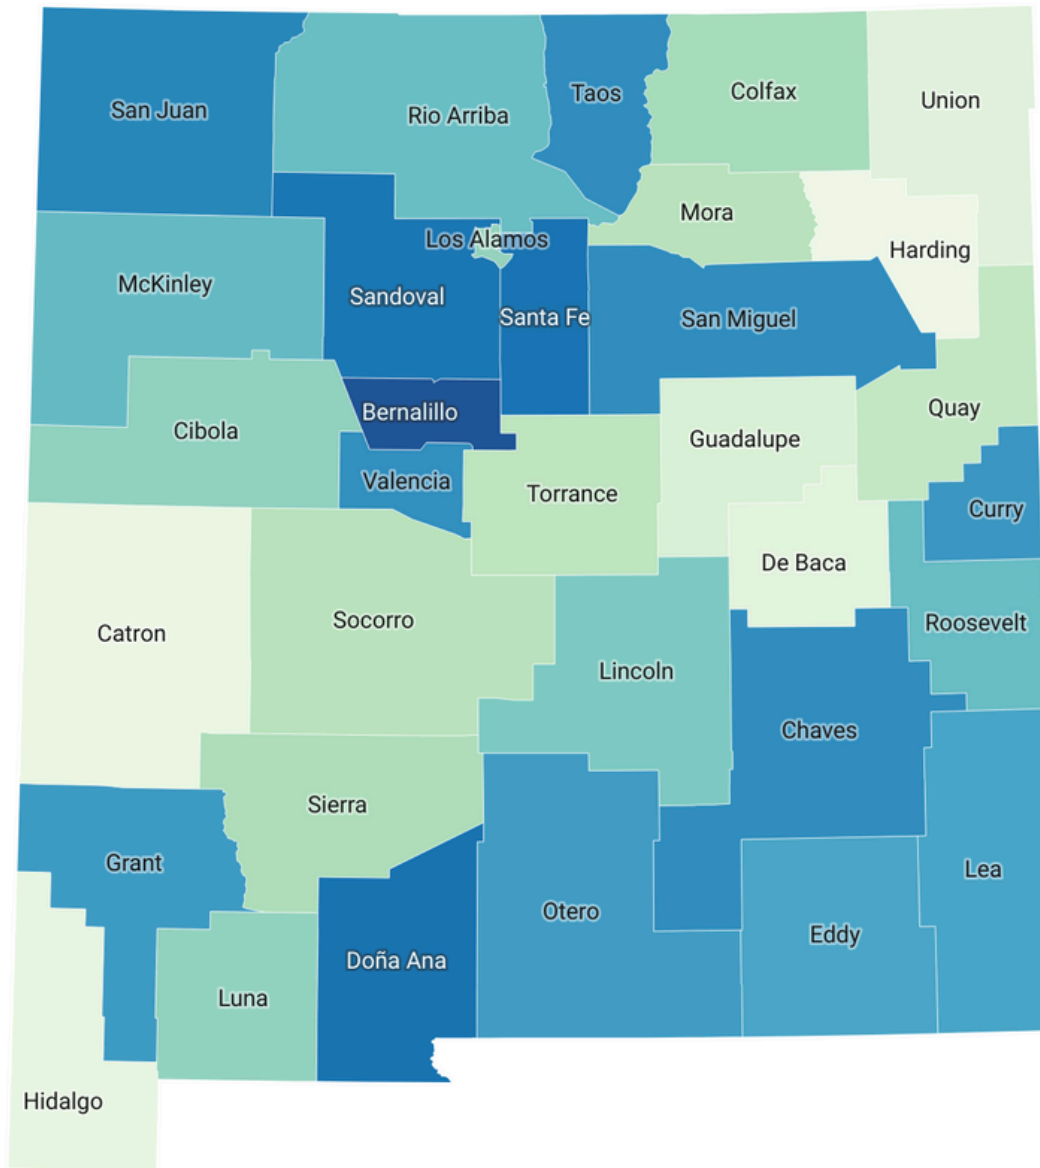 Taos
Colfax
Union
San Juan
Rio Arriba
Mora
Los Alamos
Harding
McKinley
Sandoval
Santa Fe
San Miguel
Bernalillo
Quay
Cibola
Guadalupe
Valencia
Torrance
Curry
De Baca
Catron
Socorro
Roosevelt
Lincoln
Chaves
Sierra
Grant
Lea
Otero
Eddy
Doña Ana
Luna
Hidalgo